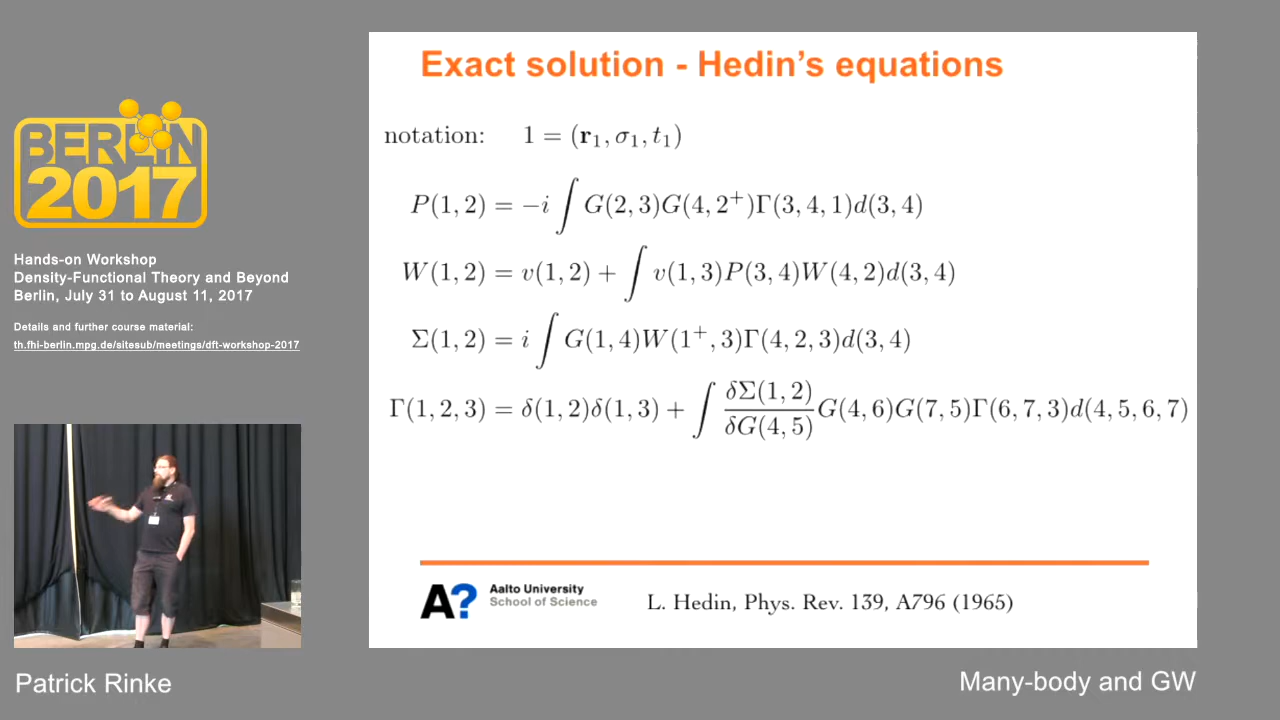 BERLIN
2017
Hands-on Workshop
Density-Functional Theory and Beyond
Berlin, July 31 to August 11, 2017
Details and further course material:
th.fhi-berlin.mpg.de/sitesub/meetings/dft-workshop-2017
Exact solution - Hedin's equations
notation: 1 = (r₁, σ₁, t₁)
P(1, 2) = −i ∫ G(2, 3)G(4, 2⁺)Γ(3, 4, 1)d(3, 4)
W(1, 2) = v(1, 2) + ∫ v(1, 3)P(3, 4)W(4, 2)d(3, 4)
Σ(1, 2) = i ∫ G(1, 4)W(1⁺, 3)Γ(4, 2, 3)d(3, 4)
Γ(1, 2, 3) = δ(1, 2)δ(1, 3) + ∫ δΣ(1, 2)/δG(4, 5) G(4, 6)G(7, 5)Γ(6, 7, 3)d(4, 5, 6, 7)
A?
Aalto University
School of Science
L. Hedin, Phys. Rev. 139, A796 (1965)
Patrick Rinke
Many-body and GW